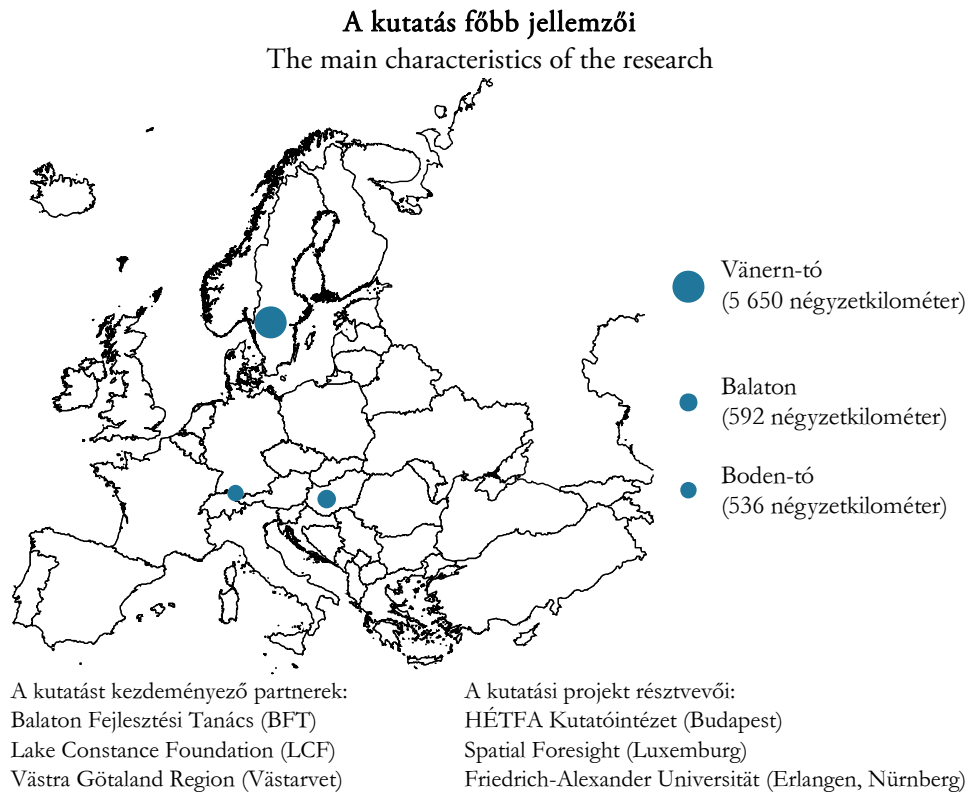 A kutatás főbb jellemzői
The main characteristics of the research
Vänern-tó
(5 650 négyzetkilométer)
Balaton
(592 négyzetkilométer)
Boden-tó
(536 négyzetkilométer)
A kutatást kezdeményező partnerek:
Balaton Fejlesztési Tanács (BFT)
Lake Constance Foundation (LCF)
Västra Götaland Region (Västarvet)
A kutatási projekt résztvevői:
HÉTFA Kutatóintézet (Budapest)
Spatial Foresight (Luxemburg)
Friedrich-Alexander Universität (Erlangen, Nürnberg)